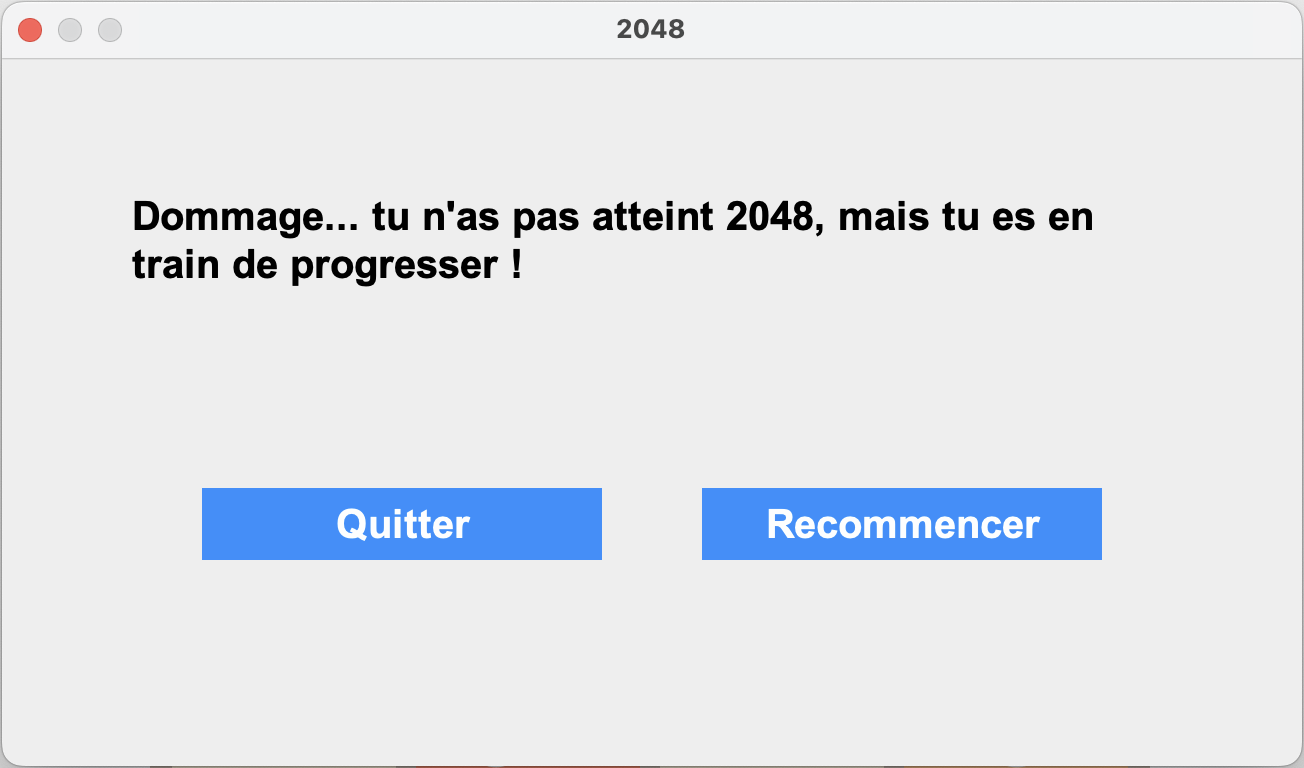 2048
Dommage... tu n'as pas atteint 2048, mais tu es en
train de progresser !
Quitter
Recommencer